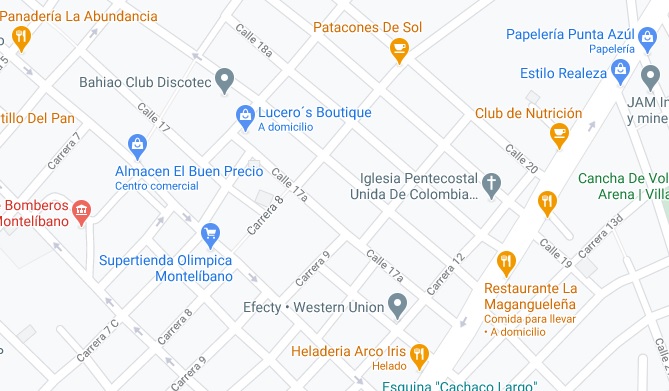 Panadería La Abundancia
Patacones De Sol
Papelería Punta Azúl
Papelería
Calle 18a
Estilo Realeza
Bahiao Club Discotec
JAM In
y mine
Lucero´s Boutique
A domicilio
Club de Nutrición
tillo Del Pan
Calle 17
Carrera 7
Calle 20
Almacen El Buen Precio
Centro comercial
Iglesia Pentecostal
Unida De Colombia...
Cancha De Vol
Arena | Villa
Calle 17a
Bomberos
Montelíbano
Carrera 8
Carrera 13d
Calle 19
Supertienda Olimpica
Montelíbano
Carrera 9
Calle 17a
Carrera 12
Restaurante La
Magangueleña
Comida para llevar
• A domicilio
Efecty • Western Union
Carrera 7C
Carrera 8
Heladeria Arco Iris
Helado
Carrera 9
Esquina "Cachaco Largo"